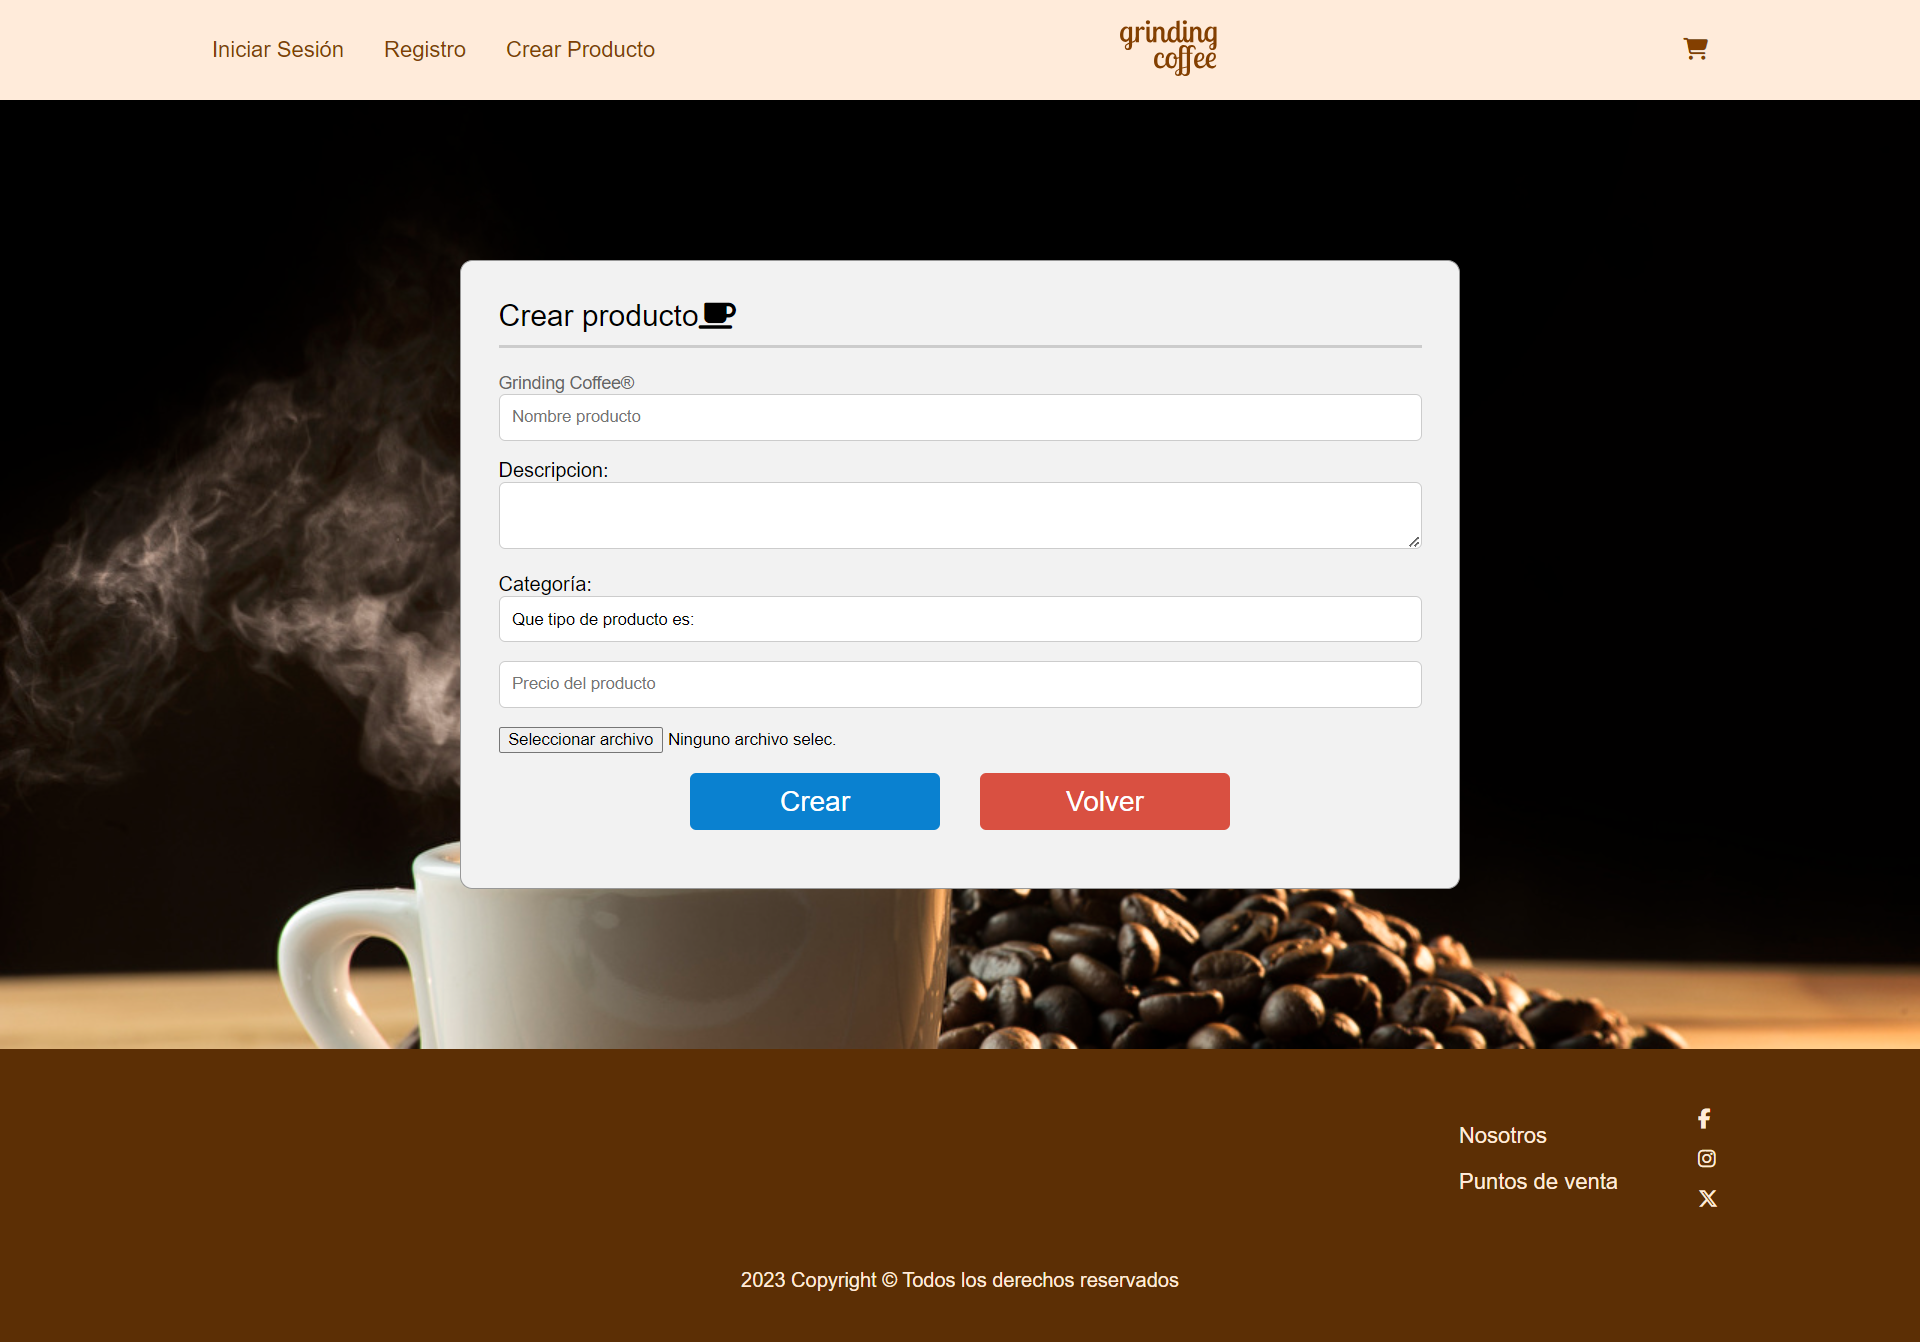 Iniciar Sesión
Registro
Crear Producto
grinding
coffee
Crear producto
Grinding Coffee®
Nombre producto
Descripcion:
Categoría:
Que tipo de producto es:
Precio del producto
Seleccionar archivo Ninguno archivo selec.
Crear
Volver
Nosotros
Puntos de venta
2023 Copyright © Todos los derechos reservados